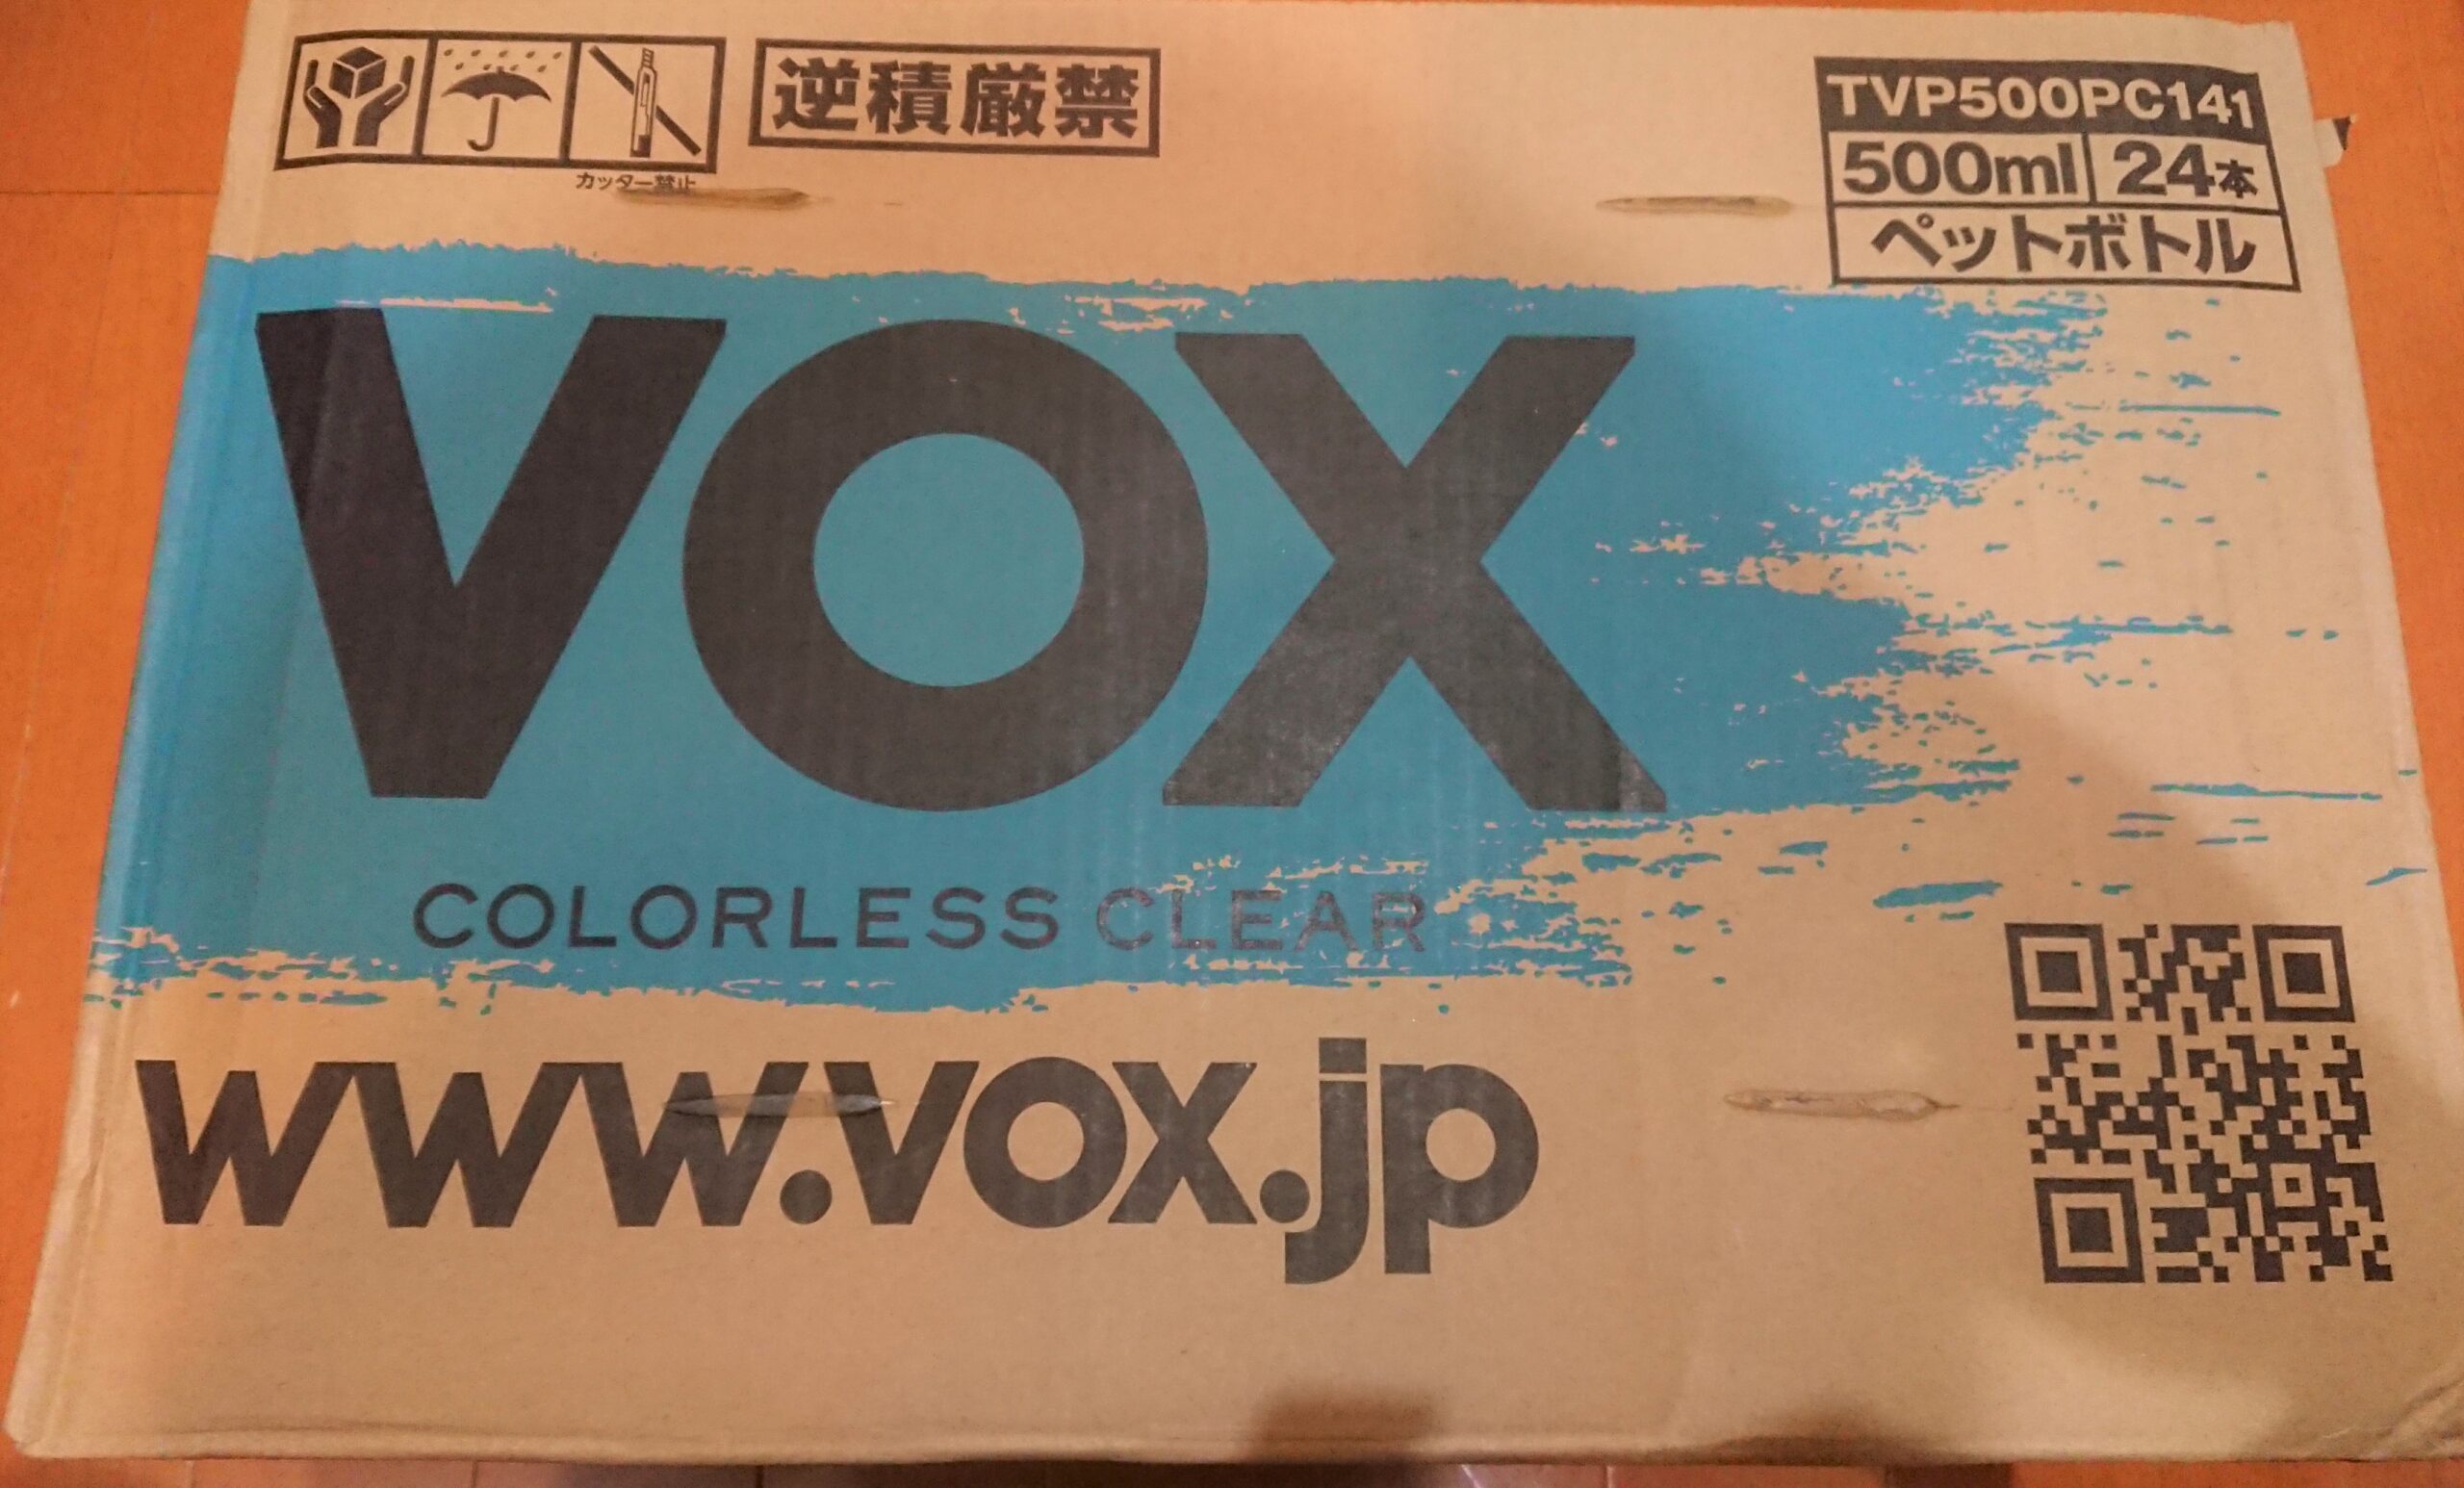 逆積厳禁
カッター禁止
TVP500PC141
500ml 24本
ペットボトル
VOX
COLORLESS CLEAR
www.vox.jp